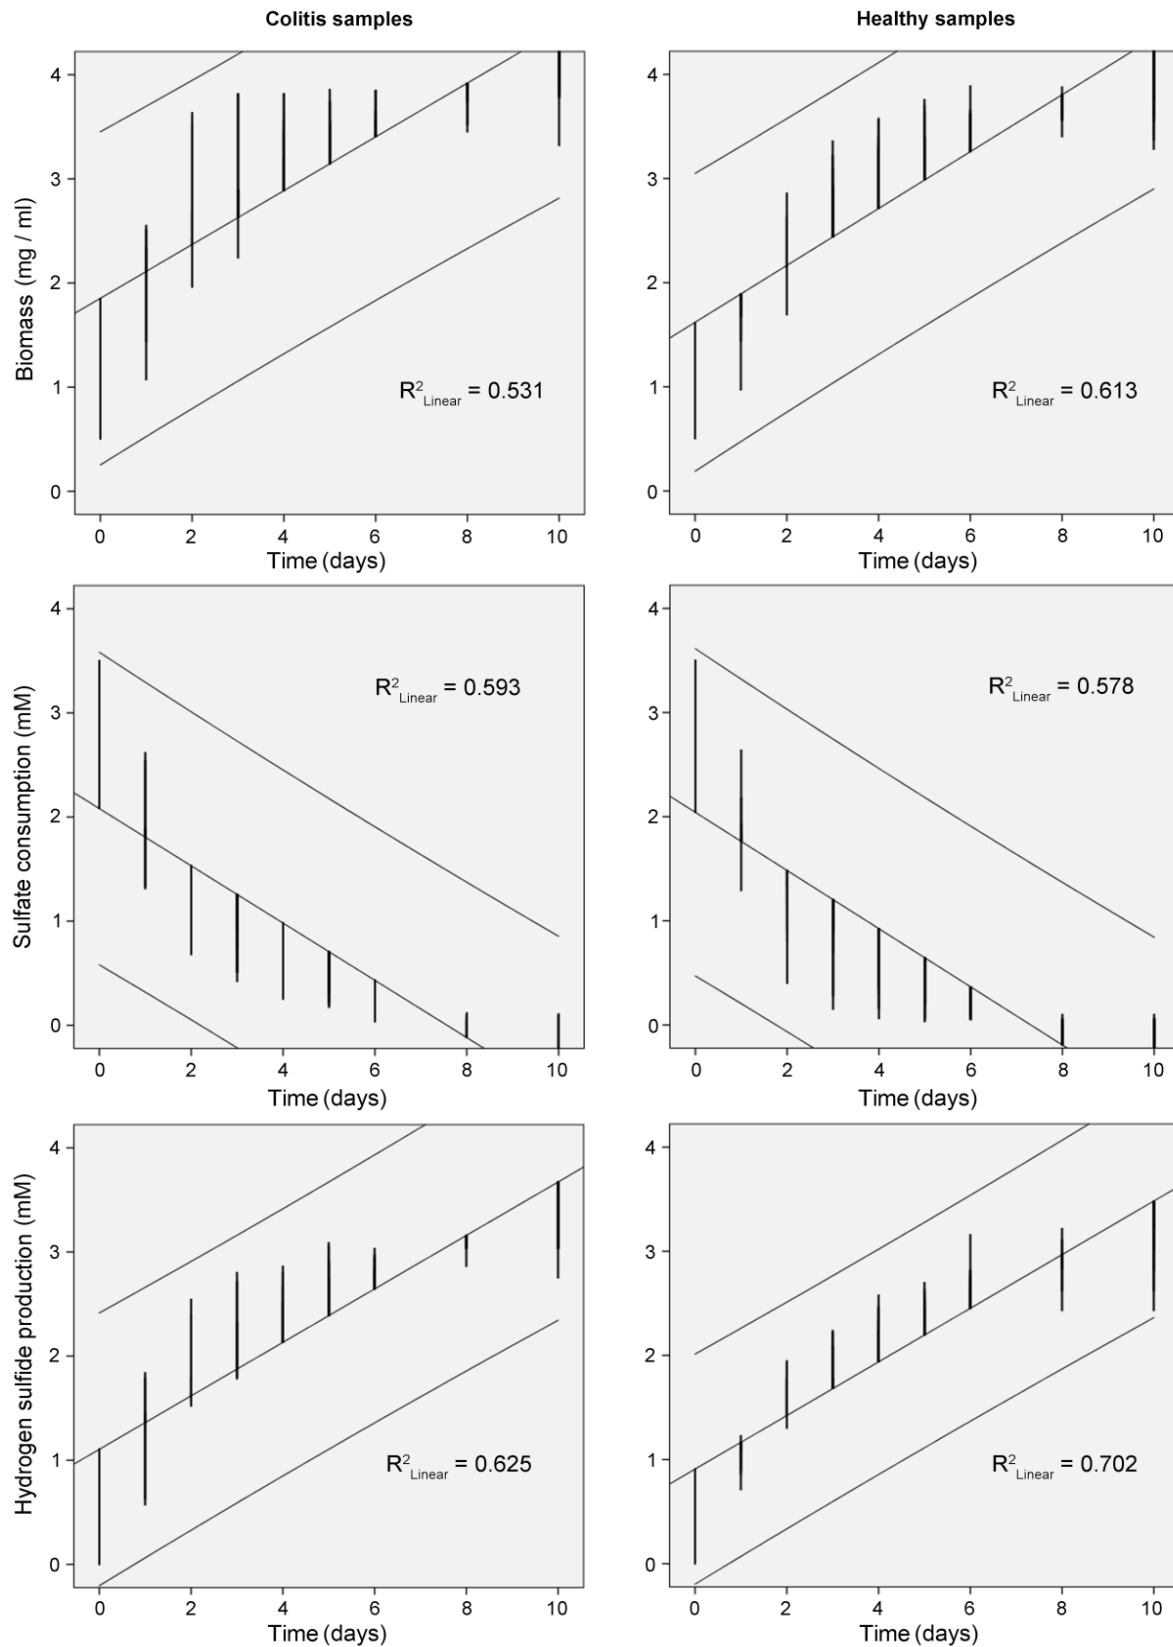 Colitis samples
Healthy samples
Biomass (mg / ml)
4
3
2
1
0
R²Linear = 0.531
0 2 4 6 8 10
Time (days)
4
3
2
1
0
R²Linear = 0.613
0 2 4 6 8 10
Time (days)
Sulfate consumption (mM)
4
3
2
1
0
R²Linear = 0.593
0 2 4 6 8 10
Time (days)
4
3
2
1
0
R²Linear = 0.578
0 2 4 6 8 10
Time (days)
Hydrogen sulfide production (mM)
4
3
2
1
0
R²Linear = 0.625
0 2 4 6 8 10
Time (days)
4
3
2
1
0
R²Linear = 0.702
0 2 4 6 8 10
Time (days)